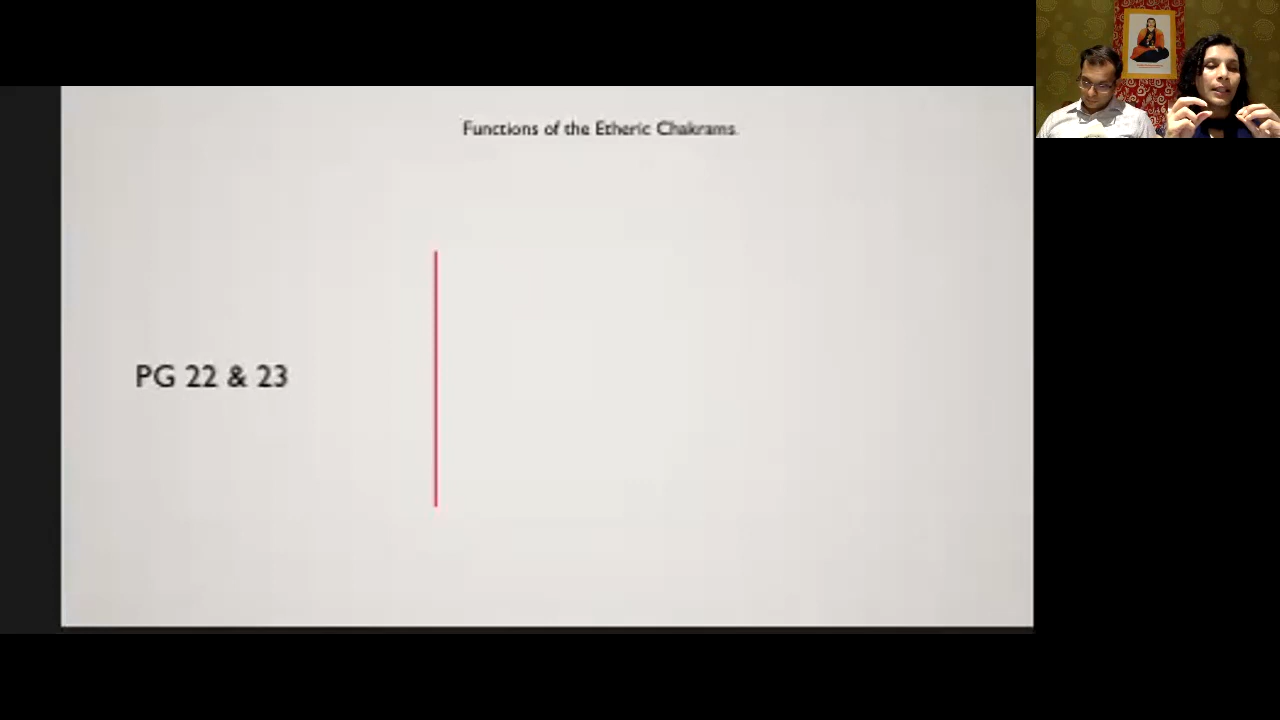 Functions of the Etheric Chakrams.
PG 22 & 23